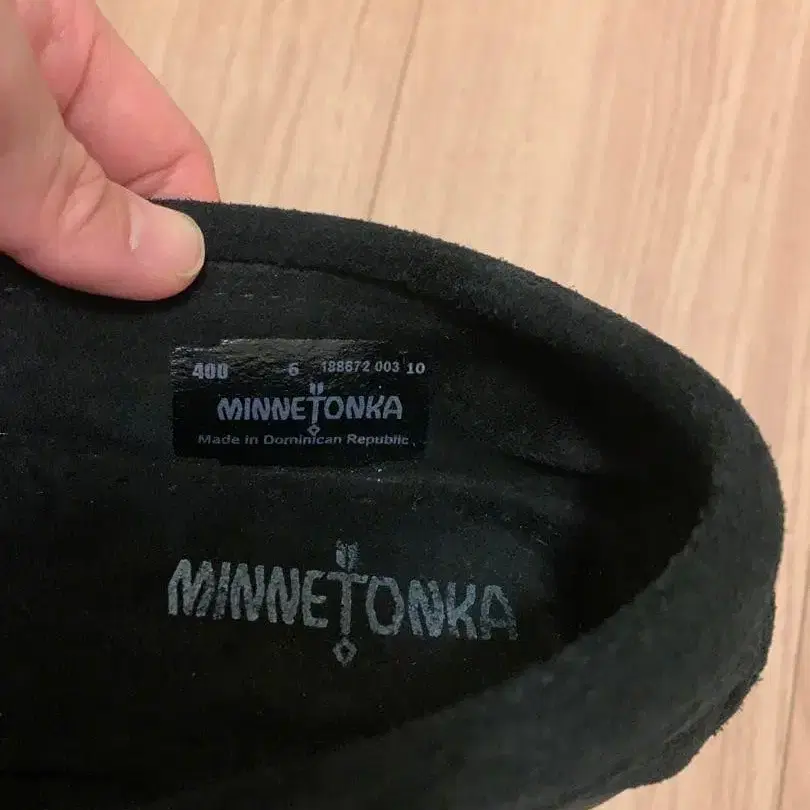 400 6 188672 003 10
MINNETONKA
Made in Dominican Republic
MINNETONKA